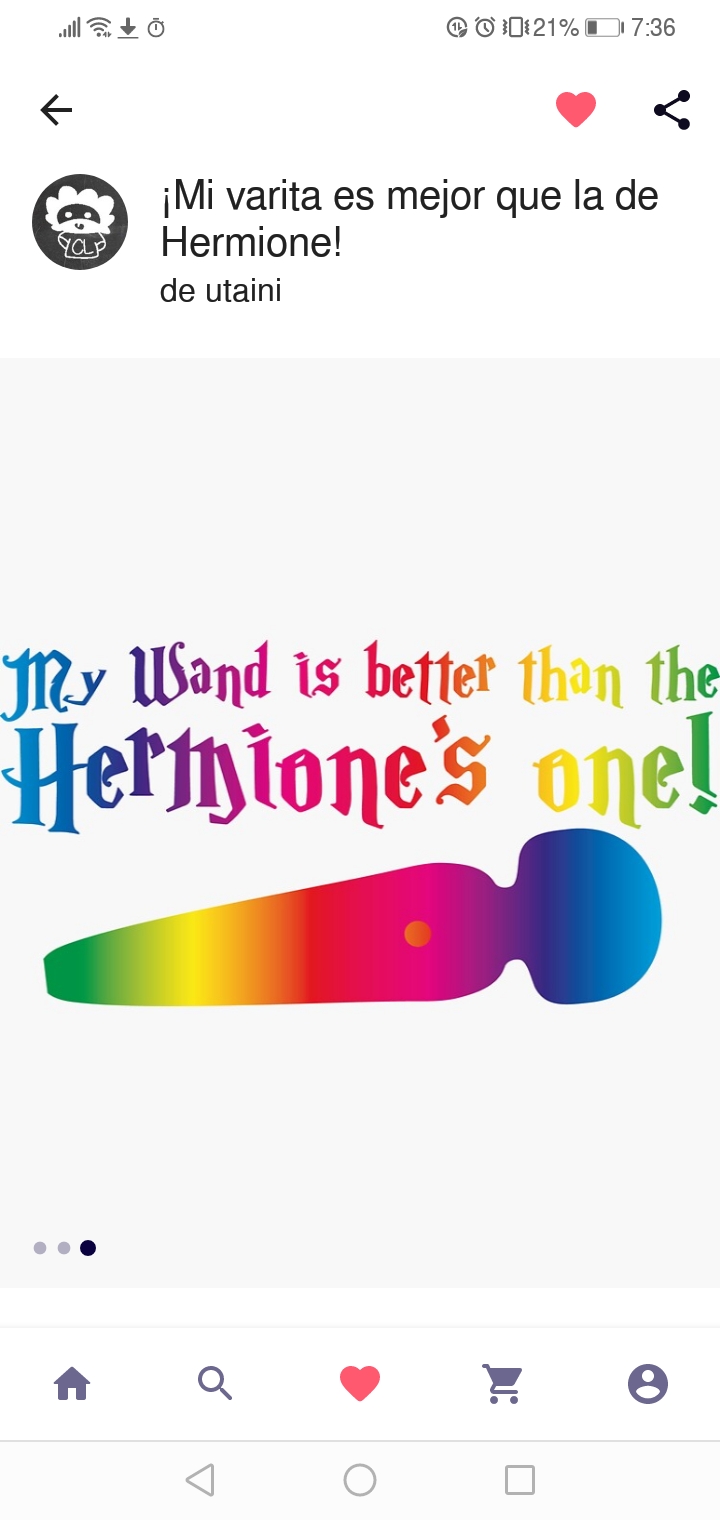 21% 7:36
¡Mi varita es mejor que la de
Hermione!
de utaini
CL
My Wand is better than the
Hermione's one!